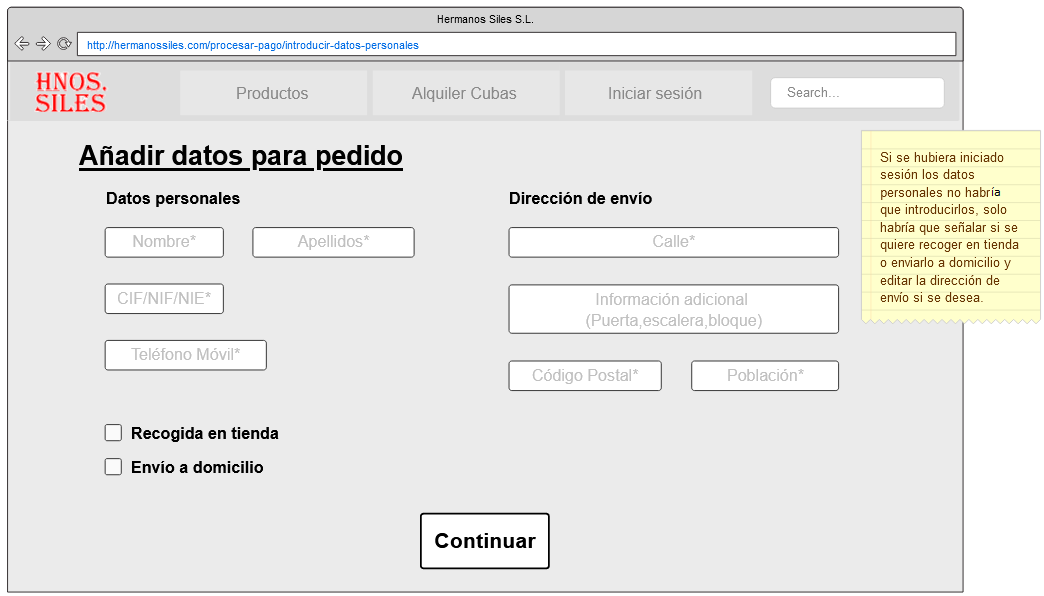 Hermanos Siles S.L.
http://hermanossiles.com/procesar-pago/introducir-datos-personales
HNOS.
SILES
Productos
Alquiler Cubas
Iniciar sesión
Search...
Añadir datos para pedido
Datos personales
Nombre*
Apellidos*
CIF/NIF/NIE*
Teléfono Móvil*
Recogida en tienda
Envío a domicilio
Dirección de envío
Calle*
Información adicional
(Puerta,escalera,bloque)
Código Postal*
Población*
Continuar
Si se hubiera iniciado
sesión los datos
personales no habría
que introducirlos, solo
habría que señalar si se
quiere recoger en tienda
o enviarlo a domicilio y
editar la dirección de
envío si se desea.